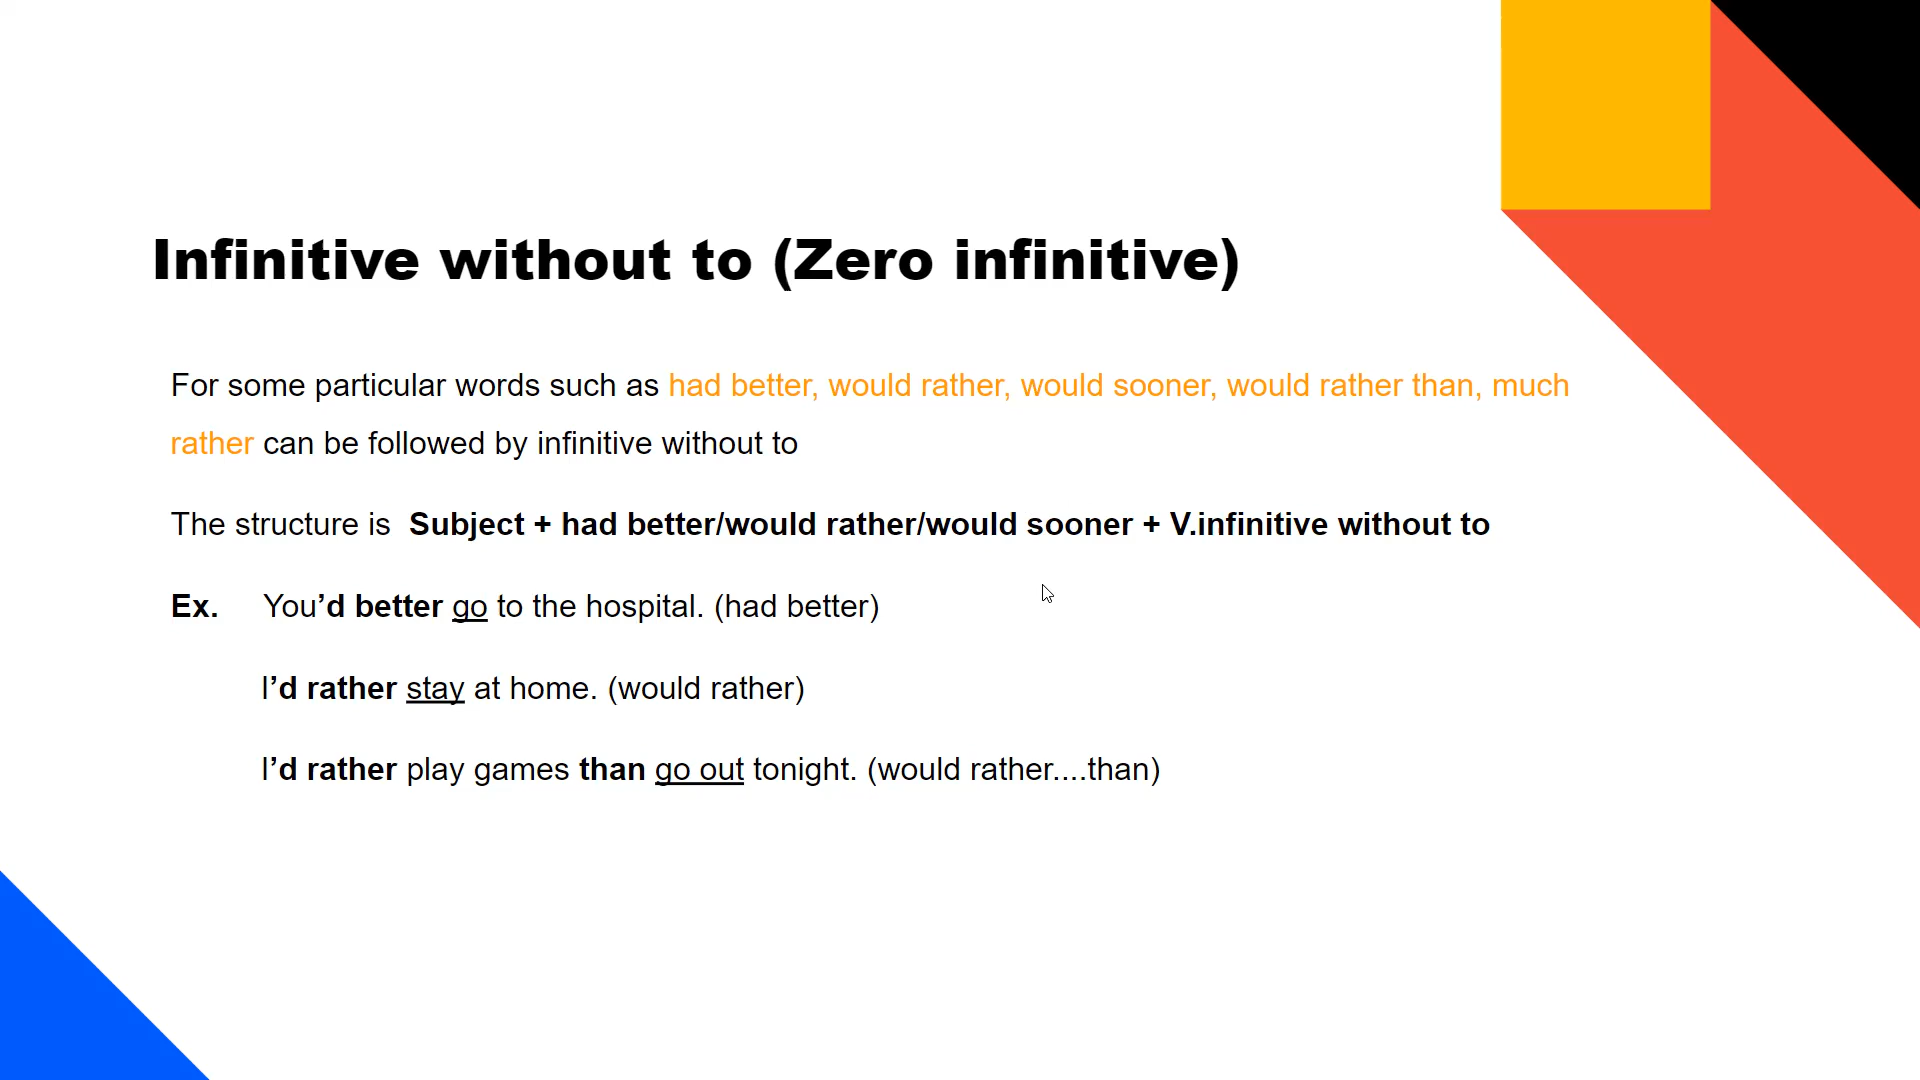 Infinitive without to (Zero infinitive)
For some particular words such as had better, would rather, would sooner, would rather than, much
rather can be followed by infinitive without to
The structure is  Subject + had better/would rather/would sooner + V.infinitive without to
Ex. You’d better go to the hospital. (had better)
I’d rather stay at home. (would rather)
I’d rather play games than go out tonight. (would rather....than)